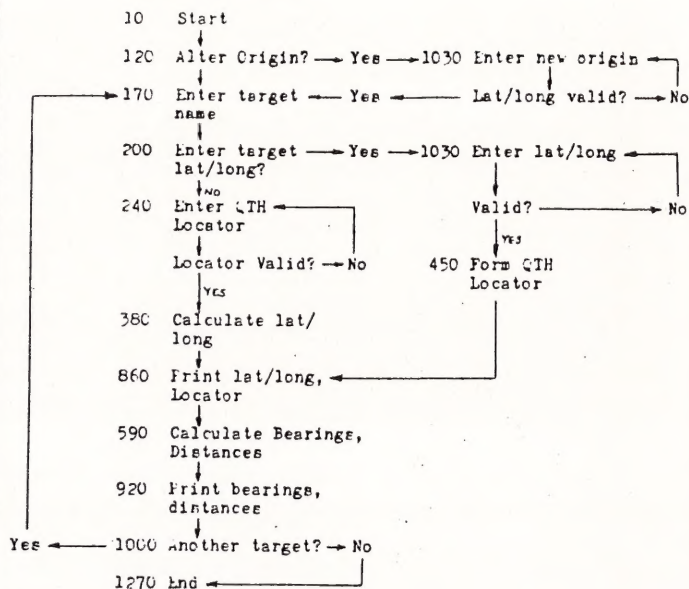 10 Start
120 Alter Origin? Yes 1030 Enter new origin
170 Enter target name Yes Lat/long valid? No
200 Enter target lat/long? Yes 1030 Enter lat/long
NO
240 Enter QTH Locator
Valid? No
Locator Valid? No
YES
450 Form QTH Locator
YES
380 Calculate lat/
long
860 Print lat/long,
Locator
590 Calculate Bearings,
Distances
920 Print bearings,
distances
Yes 1000 Another target? No
1270 End